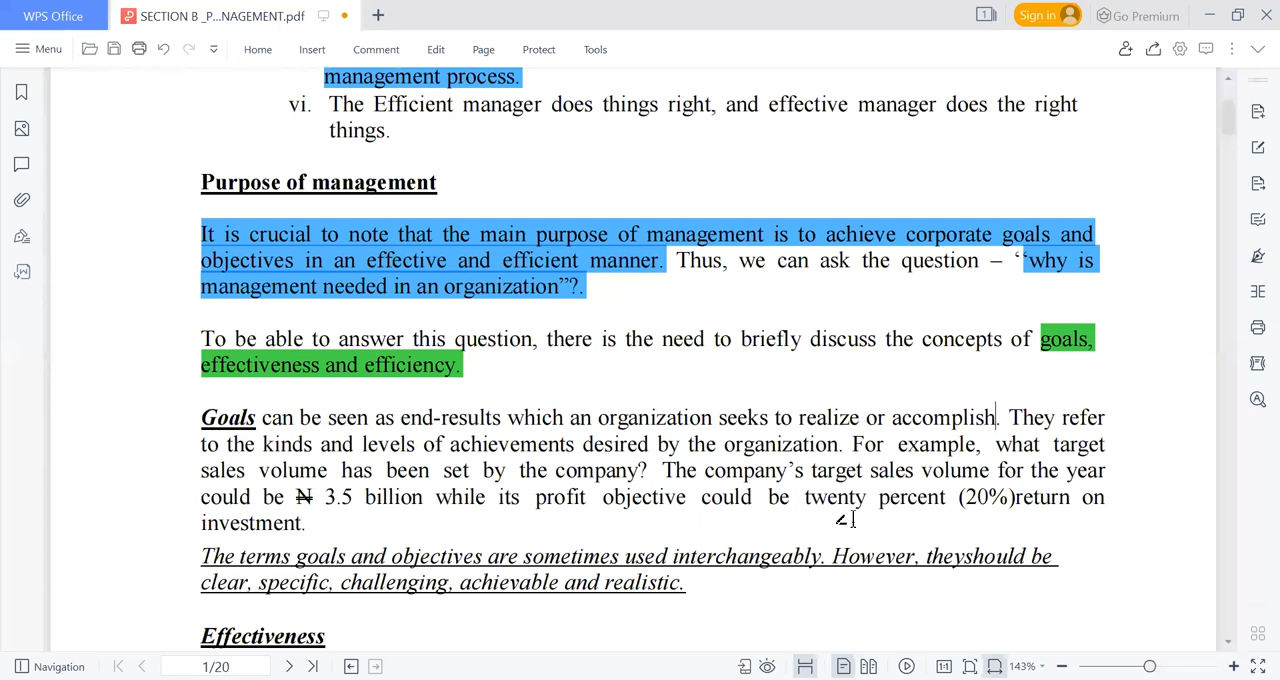 WPS Office
SECTION B _P...NAGEMENT.pdf
1
Sign in
Go Premium
Menu
Home
Insert
Comment
Edit
Page
Protect
Tools
management process.
vi. The Efficient manager does things right, and effective manager does the right
things.
Purpose of management
It is crucial to note that the main purpose of management is to achieve corporate goals and
objectives in an effective and efficient manner. Thus, we can ask the question – ‘‘why is
management needed in an organization”?.
To be able to answer this question, there is the need to briefly discuss the concepts of goals,
effectiveness and efficiency.
Goals can be seen as end-results which an organization seeks to realize or accomplish. They refer
to the kinds and levels of achievements desired by the organization. For example, what target
sales volume has been set by the company? The company’s target sales volume for the year
could be N 3.5 billion while its profit objective could be twenty percent (20%)return on
investment.
The terms goals and objectives are sometimes used interchangeably. However, theyshould be
clear, specific, challenging, achievable and realistic.
Effectiveness
Navigation
1/20
1:1
143%